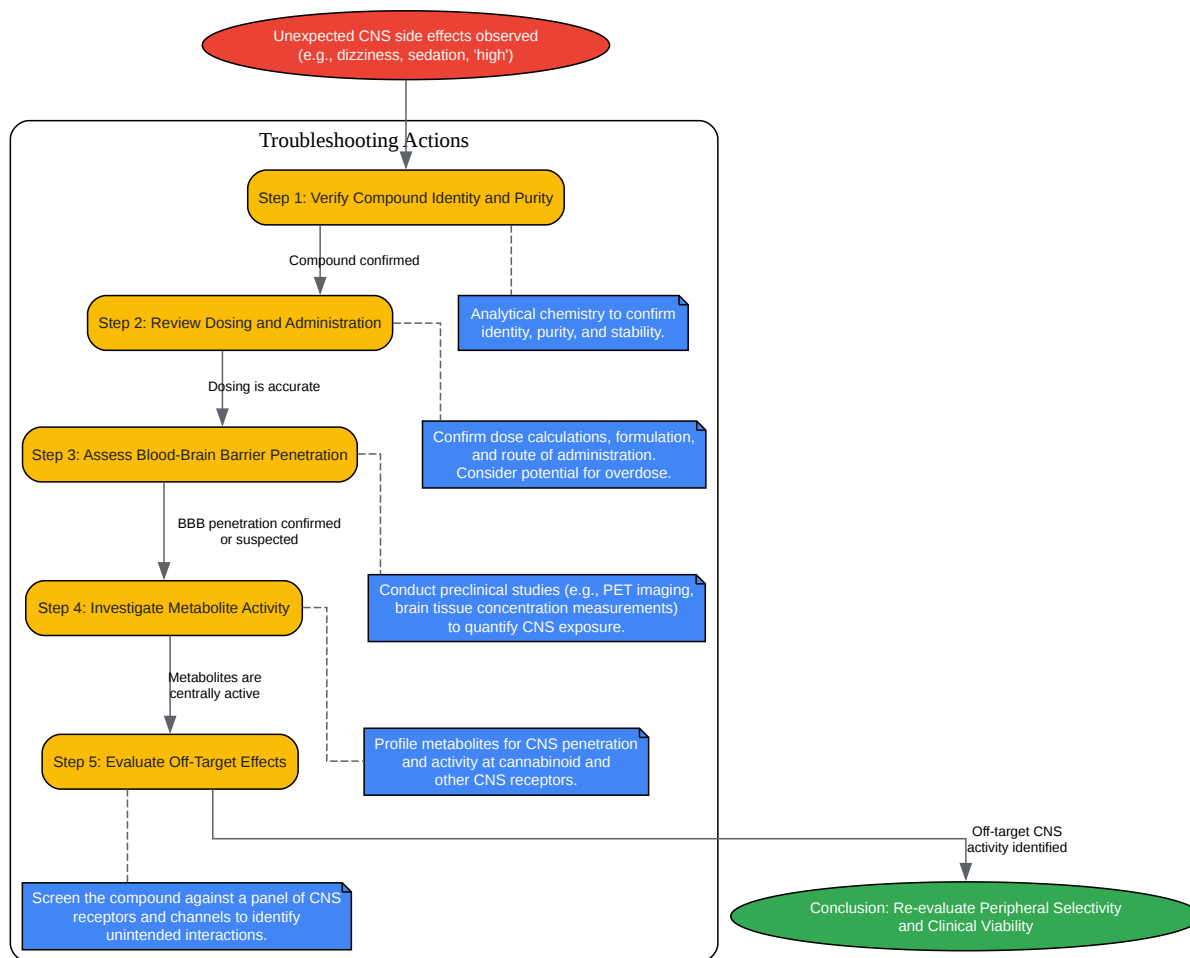 Unexpected CNS side effects observed
(e.g., dizziness, sedation, 'high')
Troubleshooting Actions
Step 1: Verify Compound Identity and Purity
Compound confirmed
Analytical chemistry to confirm
identity, purity, and stability.
Step 2: Review Dosing and Administration
Dosing is accurate
Confirm dose calculations, formulation,
and route of administration.
Consider potential for overdose.
Step 3: Assess Blood-Brain Barrier Penetration
BBB penetration confirmed
or suspected
Conduct preclinical studies (e.g., PET imaging,
brain tissue concentration measurements)
to quantify CNS exposure.
Step 4: Investigate Metabolite Activity
Metabolites are
centrally active
Profile metabolites for CNS penetration
and activity at cannabinoid and
other CNS receptors.
Step 5: Evaluate Off-Target Effects
Off-target CNS
activity identified
Screen the compound against a panel of CNS
receptors and channels to identify
unintended interactions.
Conclusion: Re-evaluate Peripheral Selectivity
and Clinical Viability